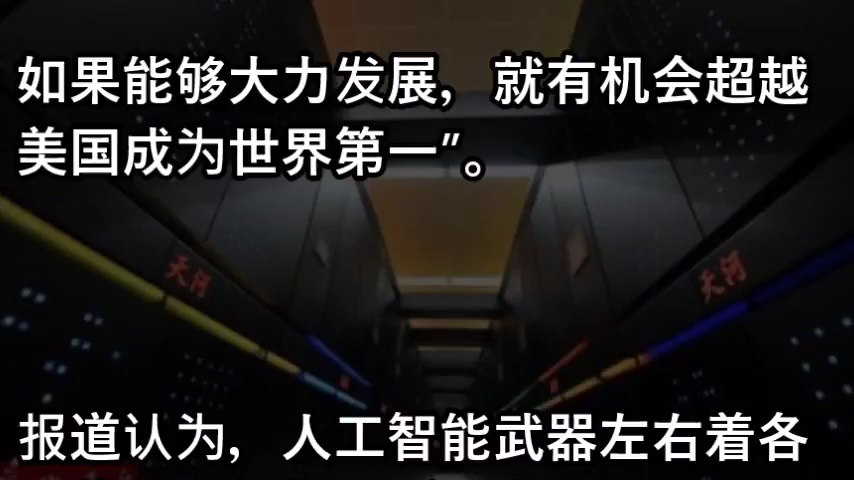 如果能够大力发展，就有机会超越
美国成为世界第一”。
天河
天河
报道认为，人工智能武器左右着各